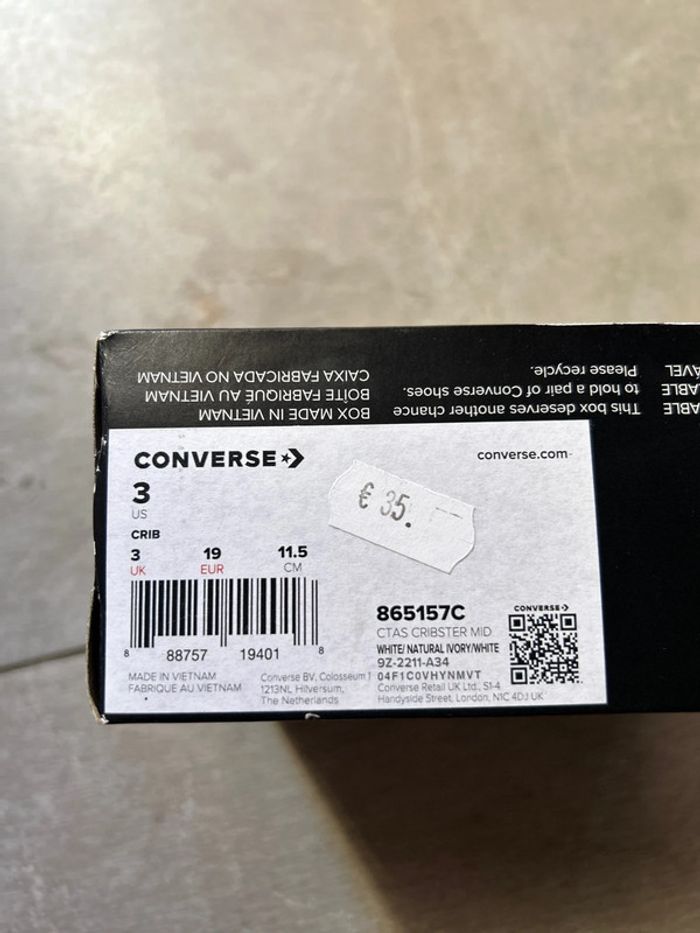 CAIXA FABRICADA NO VIETNAM
BOÎTE FABRIQUÉ AU VIETNAM
BOX MADE IN VIETNAM
This box deserves another chance
to hold a pair of Converse shoes.
Please recycle.
ABLE
ABLE
ÁVEL
CONVERSE
converse.com
3
US
CRIB
3 19 11.5
UK EUR CM
€ 35.
8 88757 19401 8
865157C
CTAS CRIBSTER MID
WHITE/NATURAL IVORY/WHITE
9Z-2211-A34
04F1C0VHYNMVT
CONVERSE
MADE IN VIETNAM
FABRIQUE AU VIETNAM
Converse BV, Colosseum 1
1213NL Hilversum,
The Netherlands
Converse Retail UK Ltd., S1-4
Handyside Street, London, N1C 4DJ UK